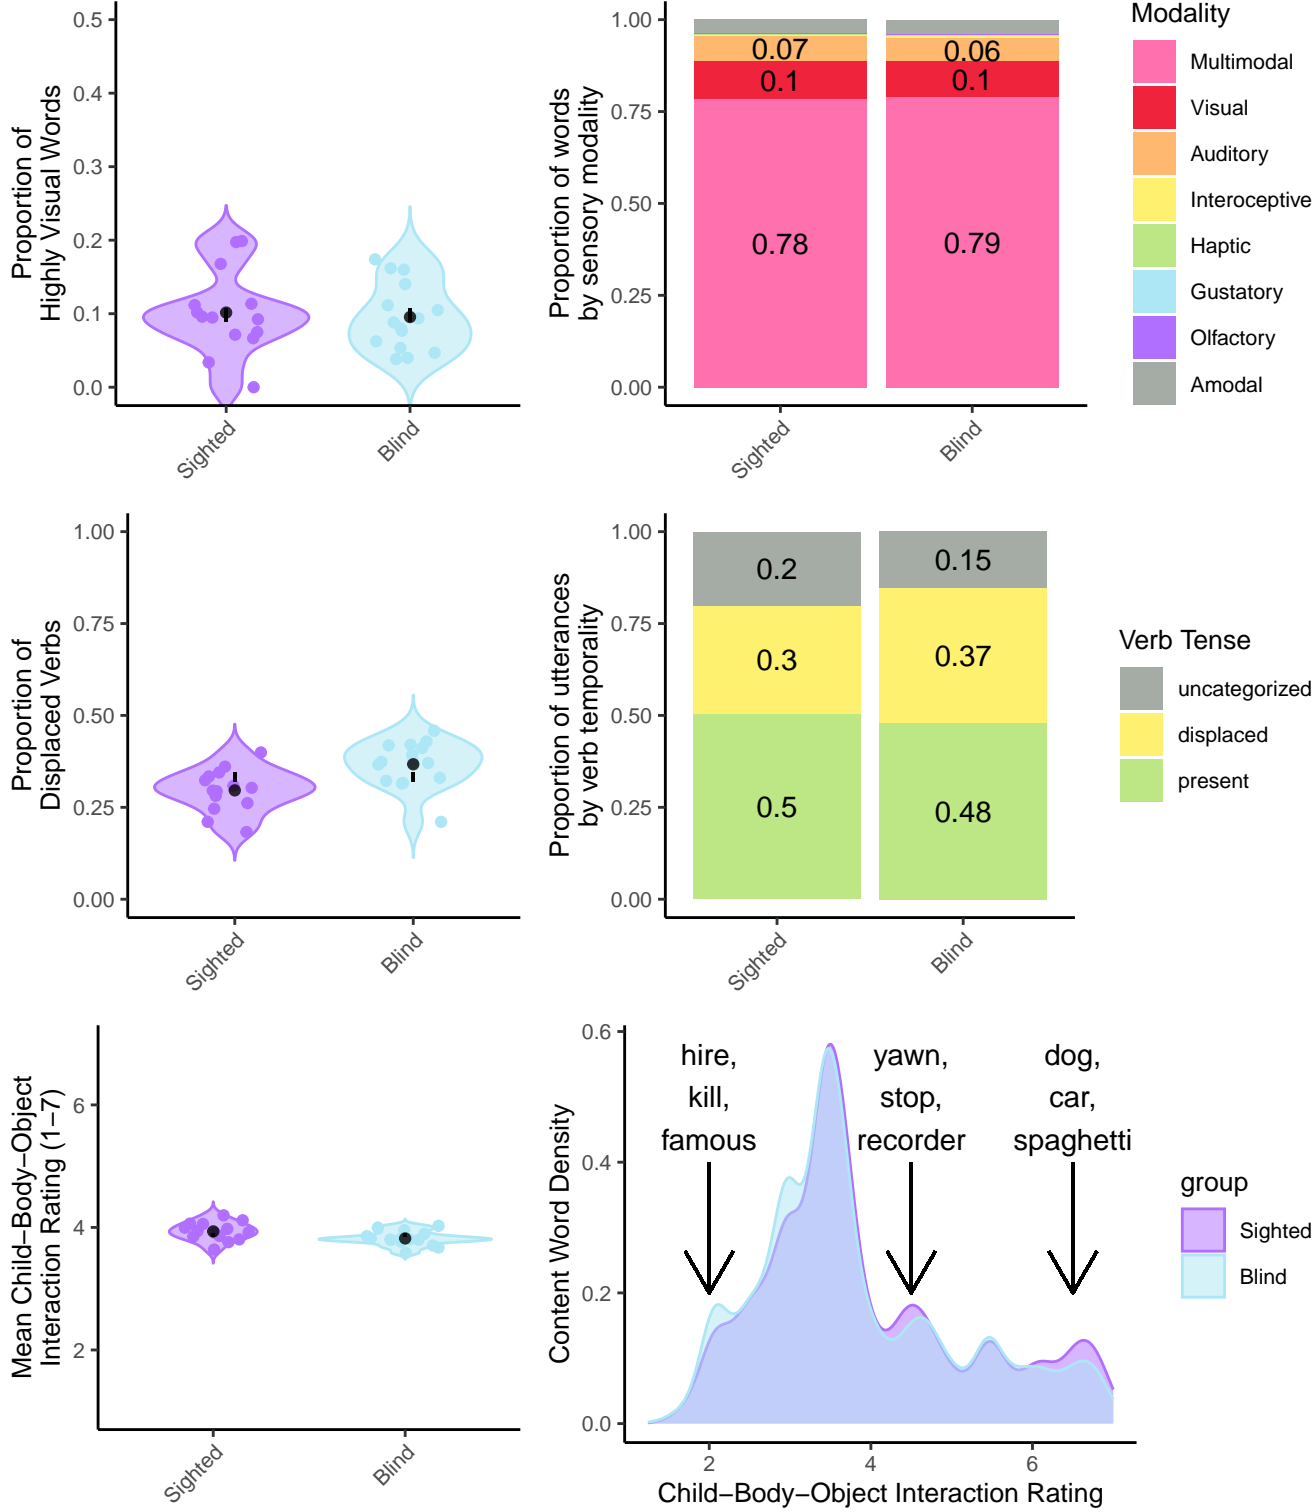 Proportion of
Highly Visual Words
0.5
0.4
0.3
0.2
0.1
0.0
Sighted
Blind
Proportion of words
by sensory modality
1.00
0.75
0.50
0.25
0.00
0.07
0.1
0.78
0.06
0.1
0.79
Sighted
Blind
Modality
Multimodal
Visual
Auditory
Interoceptive
Haptic
Gustatory
Olfactory
Amodal
Proportion of
Displaced Verbs
1.00
0.75
0.50
0.25
0.00
Sighted
Blind
Proportion of utterances
by verb temporality
1.00
0.75
0.50
0.25
0.00
0.2
0.3
0.5
0.15
0.37
0.48
Sighted
Blind
Verb Tense
uncategorized
displaced
present
Mean Child−Body−Object
Interaction Rating (1−7)
6
4
2
Sighted
Blind
Content Word Density
0.6
0.4
0.2
0.0
hire,
kill,
famous
yawn,
stop,
recorder
dog,
car,
spaghetti
2
4
6
Child−Body−Object Interaction Rating
group
Sighted
Blind